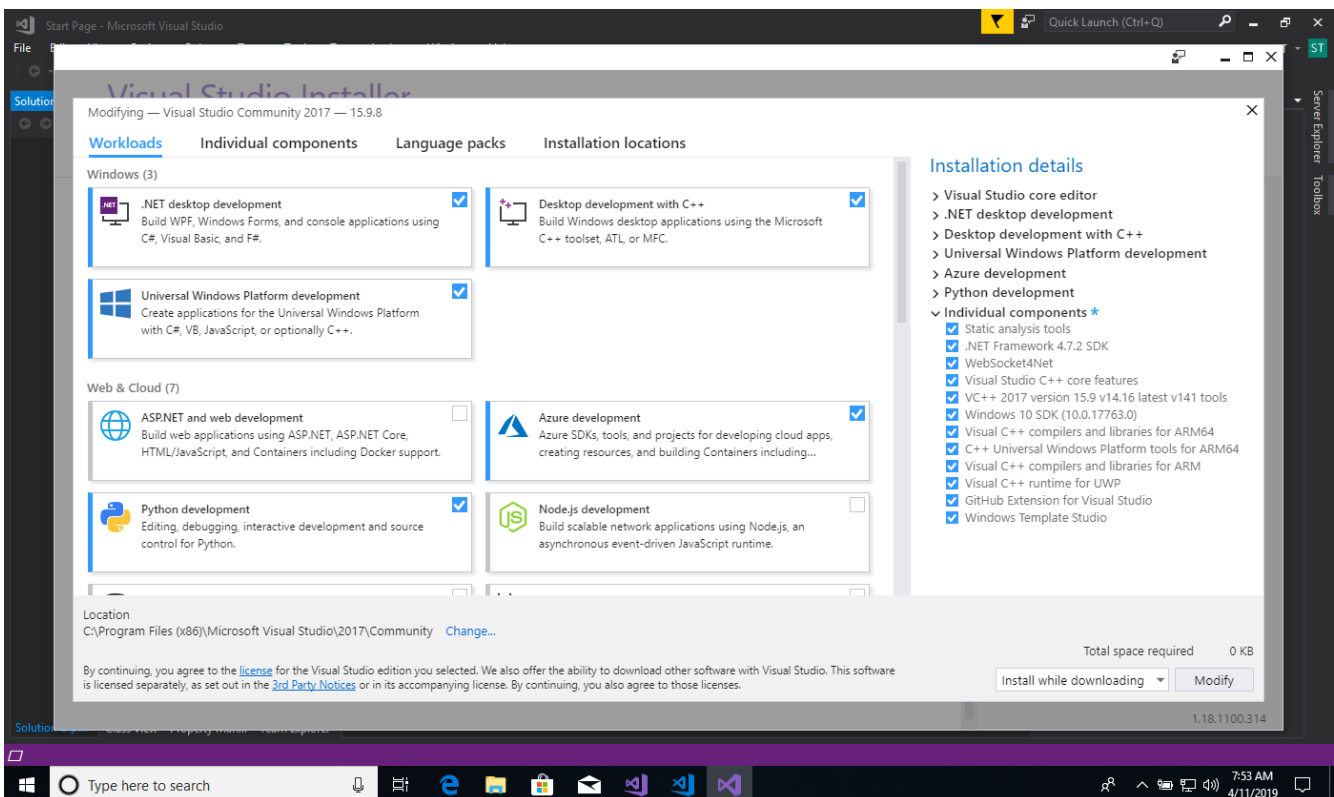 Start Page - Microsoft Visual Studio
Quick Launch (Ctrl+Q)
File
ST
Visual Studio Installer
Solution
Server Explorer
Toolbox
Modifying — Visual Studio Community 2017 — 15.9.8
Workloads Individual components Language packs Installation locations
Windows (3)
.NET
.NET desktop development
Build WPF, Windows Forms, and console applications using
C#, Visual Basic, and F#.
Desktop development with C++
Build Windows desktop applications using the Microsoft
C++ toolset, ATL, or MFC.
Universal Windows Platform development
Create applications for the Universal Windows Platform
with C#, VB, JavaScript, or optionally C++.
Web & Cloud (7)
ASP.NET and web development
Build web applications using ASP.NET, ASP.NET Core,
HTML/JavaScript, and Containers including Docker support.
Azure development
Azure SDKs, tools, and projects for developing cloud apps,
creating resources, and building Containers including...
Python development
Editing, debugging, interactive development and source
control for Python.
JS
Node.js development
Build scalable network applications using Node.js, an
asynchronous event-driven JavaScript runtime.
Installation details
Visual Studio core editor
.NET desktop development
Desktop development with C++
Universal Windows Platform development
Azure development
Python development
Individual components *
Static analysis tools
.NET Framework 4.7.2 SDK
WebSocket4Net
Visual Studio C++ core features
VC++ 2017 version 15.9 v14.16 latest v141 tools
Windows 10 SDK (10.0.17763.0)
Visual C++ compilers and libraries for ARM64
C++ Universal Windows Platform tools for ARM64
Visual C++ compilers and libraries for ARM
Visual C++ runtime for UWP
GitHub Extension for Visual Studio
Windows Template Studio
Location
C:\Program Files (x86)\Microsoft Visual Studio\2017\Community Change...
By continuing, you agree to the license for the Visual Studio edition you selected. We also offer the ability to download other software with Visual Studio. This software
is licensed separately, as set out in the 3rd Party Notices or in its accompanying license. By continuing, you also agree to those licenses.
Total space required 0 KB
Install while downloading Modify
1.18.1100.314
Type here to search
7:53 AM
4/11/2019